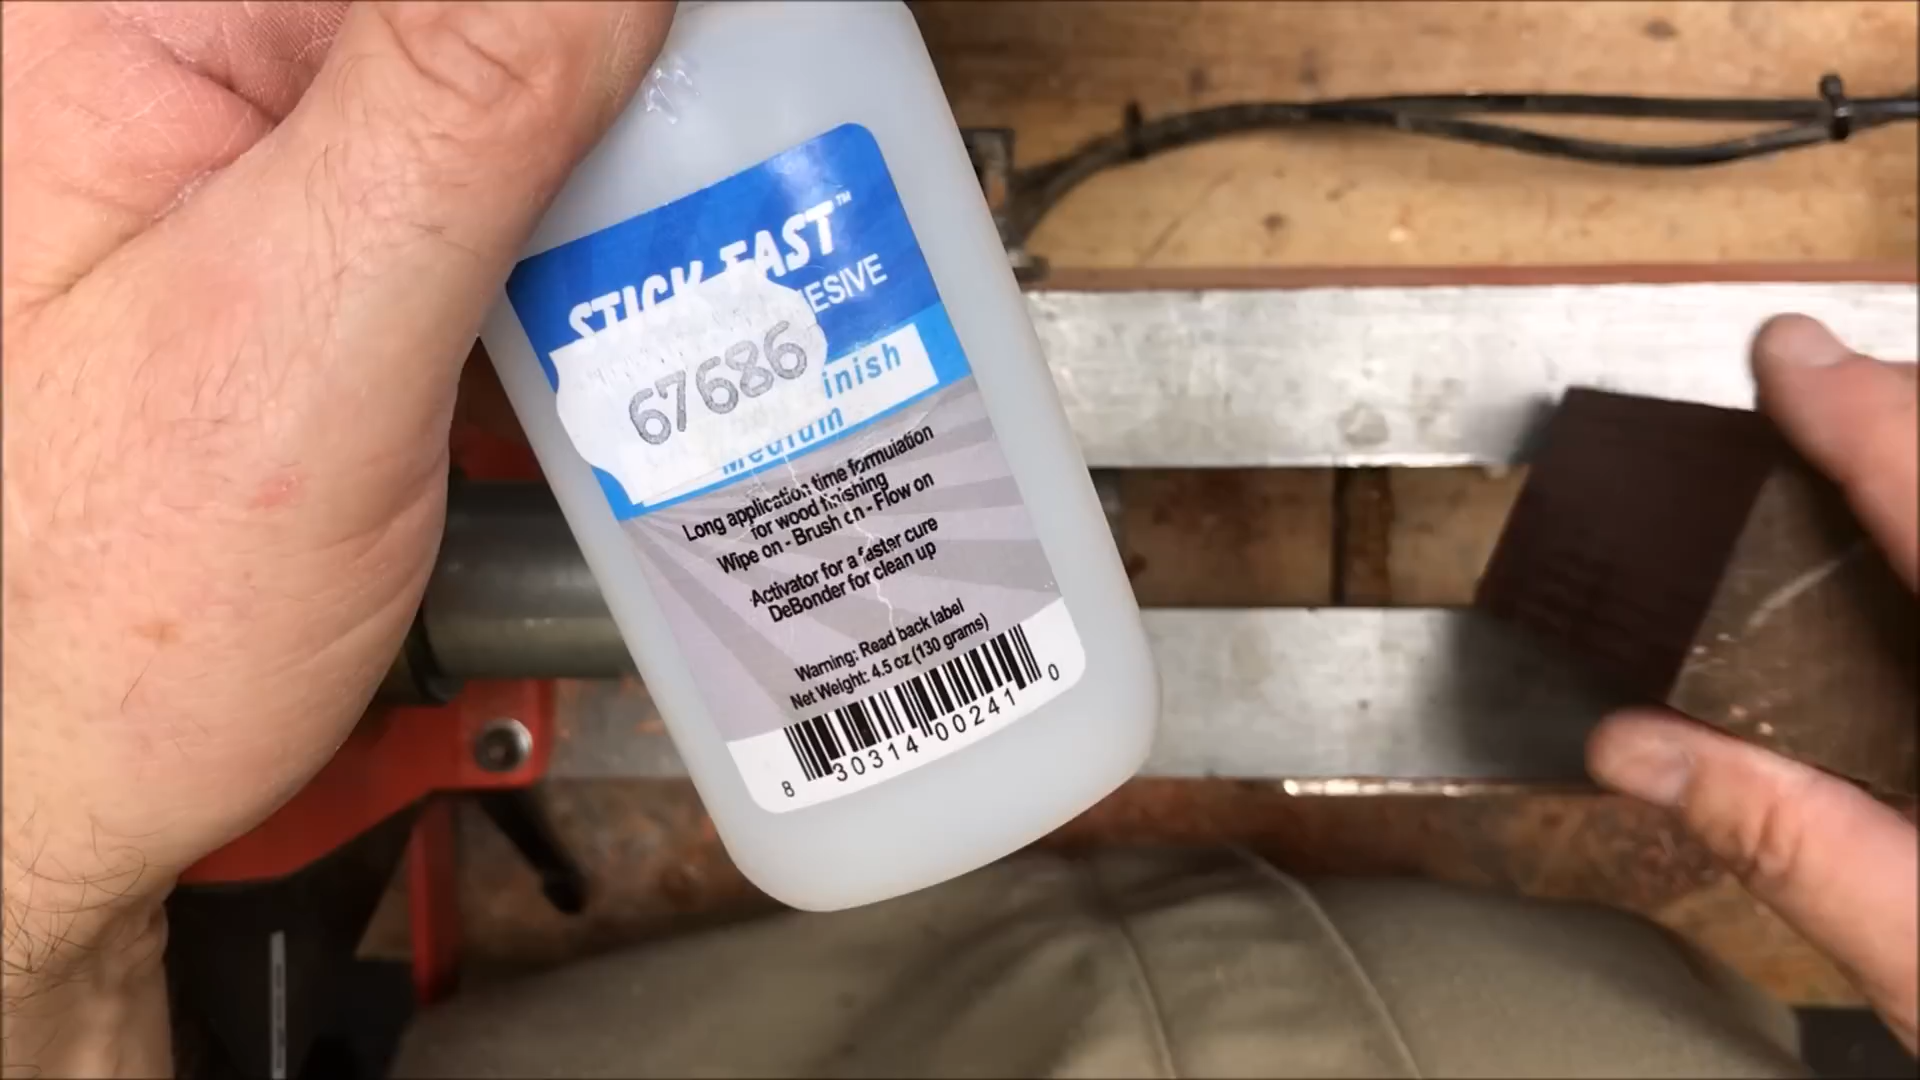 STICK FAST™
67686
Medium
Long application time formulation
for wood finishing
Wipe on - Brush on - Flow on
Activator for a faster cure
DeBonder for clean up
Warning: Read back label
Net Weight: 4.5 oz (130 grams)
8 30314 00241 0